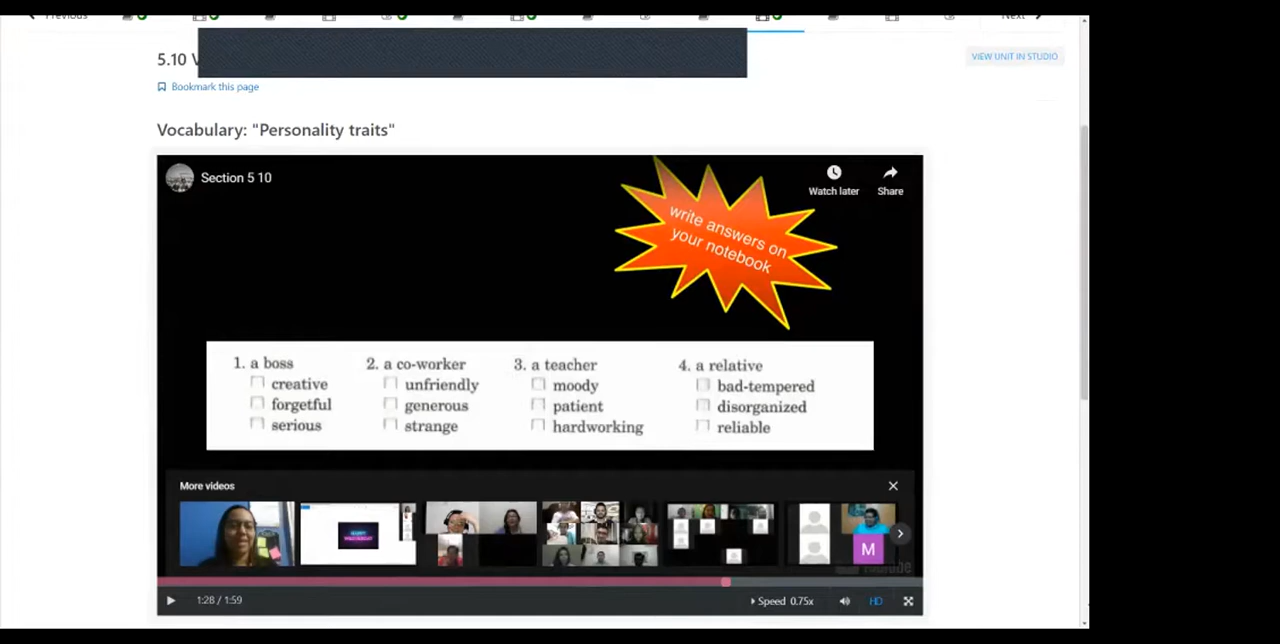 Previous
Next
5.10 V
VIEW UNIT IN STUDIO
Bookmark this page
Vocabulary: "Personality traits"
Section 5 10
Watch later
Share
write answers on
your notebook
1. a boss
creative
forgetful
serious
2. a co-worker
unfriendly
generous
strange
3. a teacher
moody
patient
hardworking
4. a relative
bad-tempered
disorganized
reliable
More videos
M
1:28 / 1:59
Speed 0.75x
HD